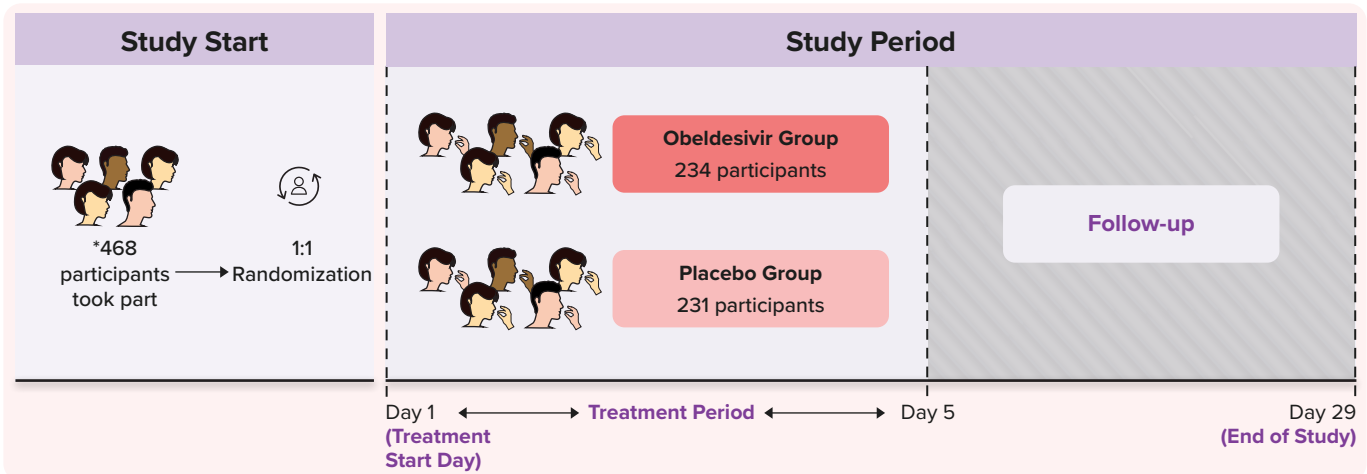 Study Start
Study Period
*468
participants
took part
1:1
Randomization
Obeldesivir Group
234 participants
Placebo Group
231 participants
Follow-up
Day 1
Treatment Period
Day 5
Day 29
(Treatment
Start Day)
(End of Study)